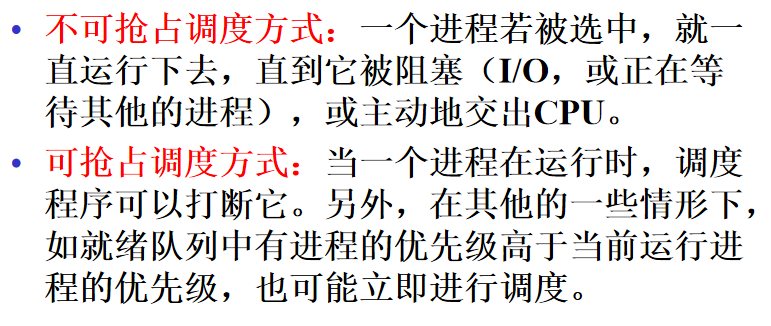 • 不可抢占调度方式：一个进程若被选中，就一
直运行下去，直到它被阻塞（I/O，或正在等
待其他的进程），或主动地交出CPU。
• 可抢占调度方式：当一个进程在运行时，调度
程序可以打断它。另外，在其他的一些情形下，
如就绪队列中有进程的优先级高于当前运行进
程的优先级，也可能立即进行调度。